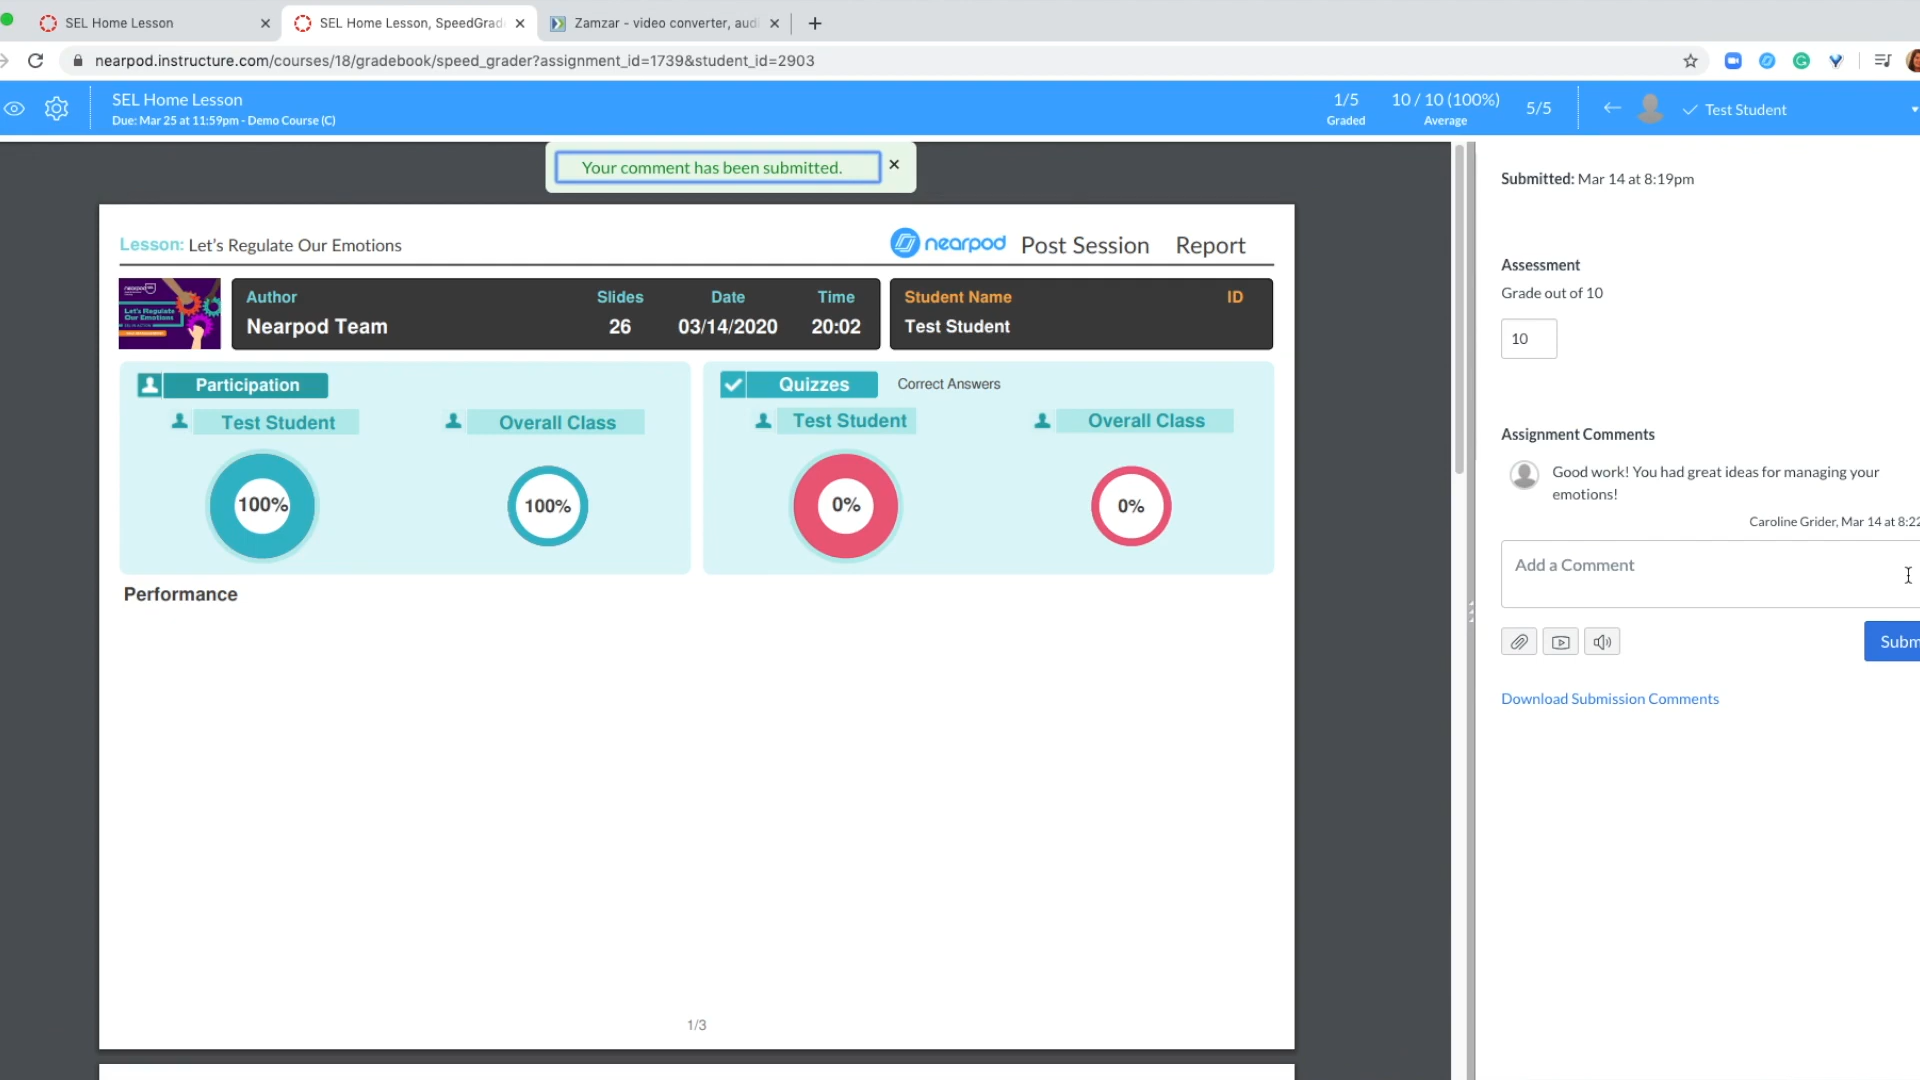 SEL Home Lesson
SEL Home Lesson, SpeedGrad
Zamzar - video converter, aud
nearpod.instructure.com/courses/18/gradebook/speed_grader?assignment_id=1739&student_id=2903
SEL Home Lesson
Due: Mar 25 at 11:59pm - Demo Course (C)
1/5
Graded
10 / 10 (100%)
Average
5/5
Test Student
Your comment has been submitted.
Submitted: Mar 14 at 8:19pm
Lesson: Let's Regulate Our Emotions
nearpod Post Session Report
nearpod
Let's Regulate
Our Emotions
Author
Nearpod Team
Slides
26
Date
03/14/2020
Time
20:02
Student Name
Test Student
ID
Participation
Test Student
Overall Class
100%
100%
Quizzes
Correct Answers
Test Student
Overall Class
0%
0%
Performance
1/3
Assessment
Grade out of 10
10
Assignment Comments
Good work! You had great ideas for managing your
emotions!
Caroline Grider, Mar 14 at 8:22
Add a Comment
Subm
Download Submission Comments